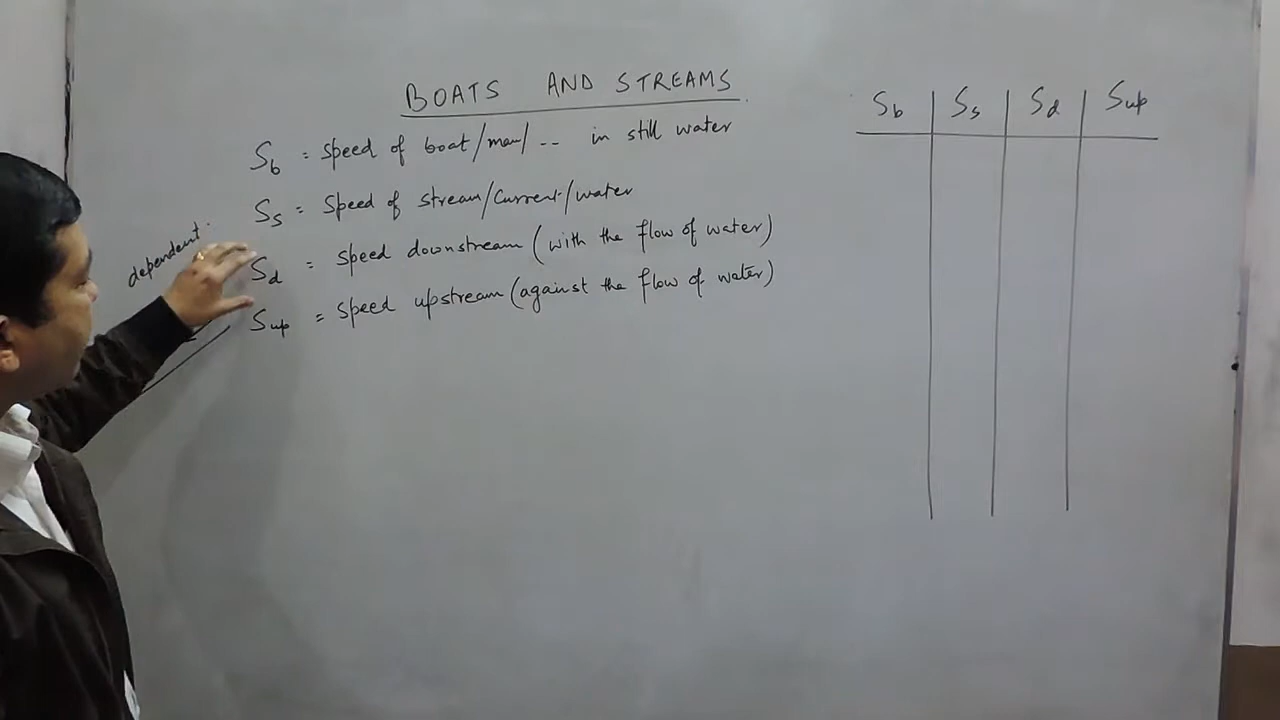 BOATS AND STREAMS
Sb = Speed of boat/man/-- in still water
Ss = Speed of stream/Current/water
dependent
Sd = Speed downstream (with the flow of water)
Sup = Speed upstream (against the flow of water)
Sb Ss Sd Sup